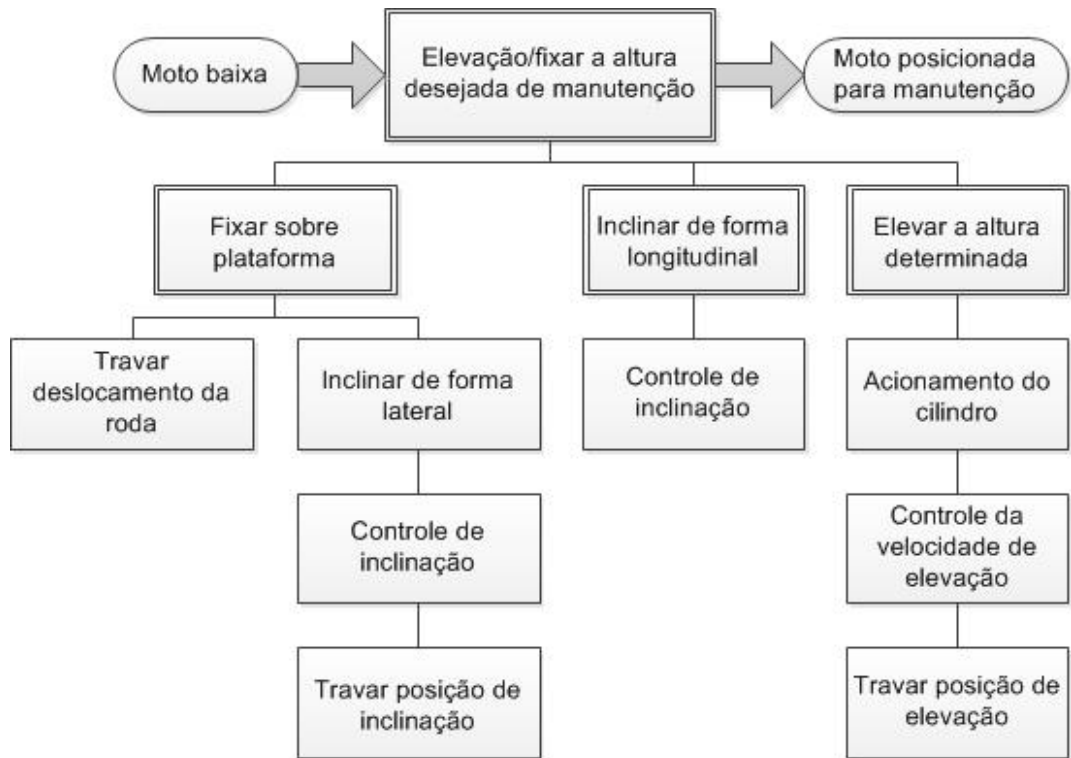 Moto baixa
Elevação/fixar a altura
desejada de manutenção
Moto posicionada
para manutenção
Fixar sobre
plataforma
Inclinar de forma
longitudinal
Elevar a altura
determinada
Travar
deslocamento da
roda
Inclinar de forma
lateral
Controle de
inclinação
Acionamento do
cilindro
Controle de
inclinação
Controle da
velocidade de
elevação
Travar posição de
inclinação
Travar posição de
elevação